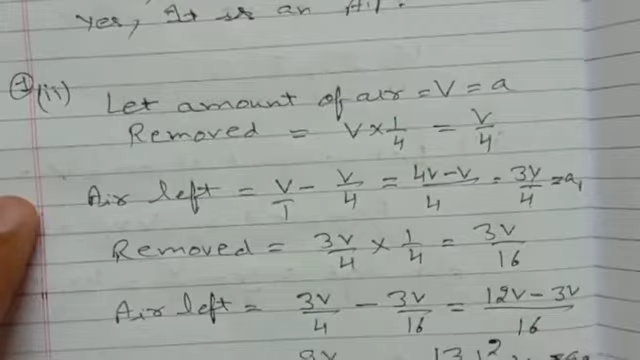 Yes, It is an A.P.
① (ii) Let amount of air = V = a
Removed = V × 1/4 = V/4
Air left = V/1 - V/4 = 4V-V/4 = 3V/4 = a₁
Removed = 3V/4 × 1/4 = 3V/16
Air left = 3V/4 - 3V/16 = 12V-3V/16